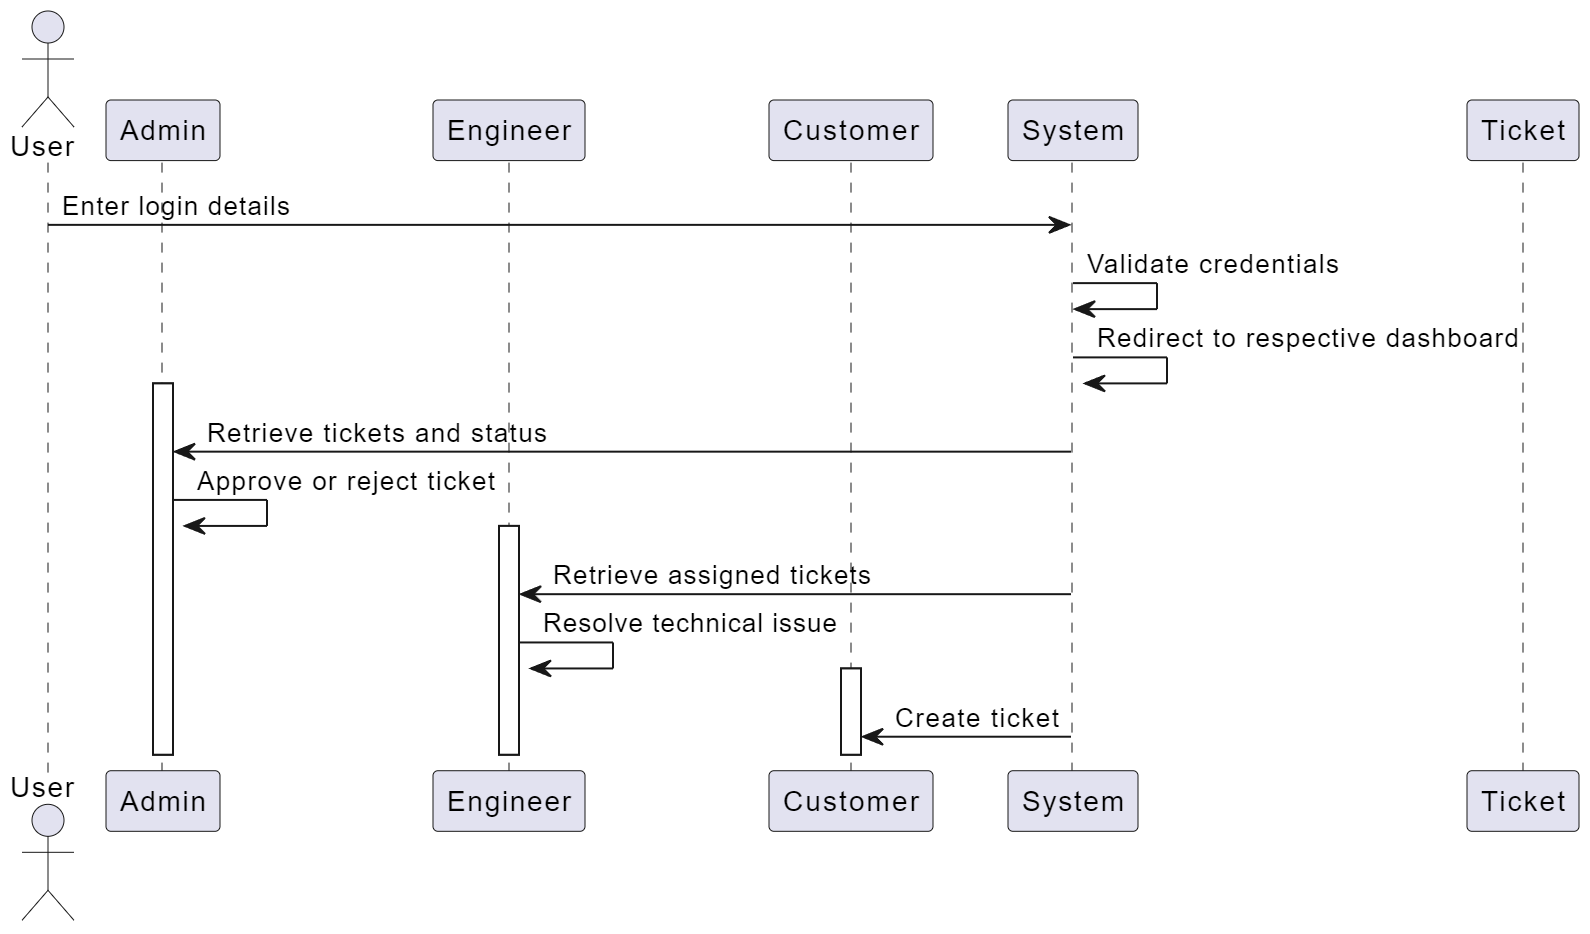 User
Admin
Engineer
Customer
System
Ticket
Enter login details
Validate credentials
Redirect to respective dashboard
Retrieve tickets and status
Approve or reject ticket
Retrieve assigned tickets
Resolve technical issue
Create ticket
User
Admin
Engineer
Customer
System
Ticket